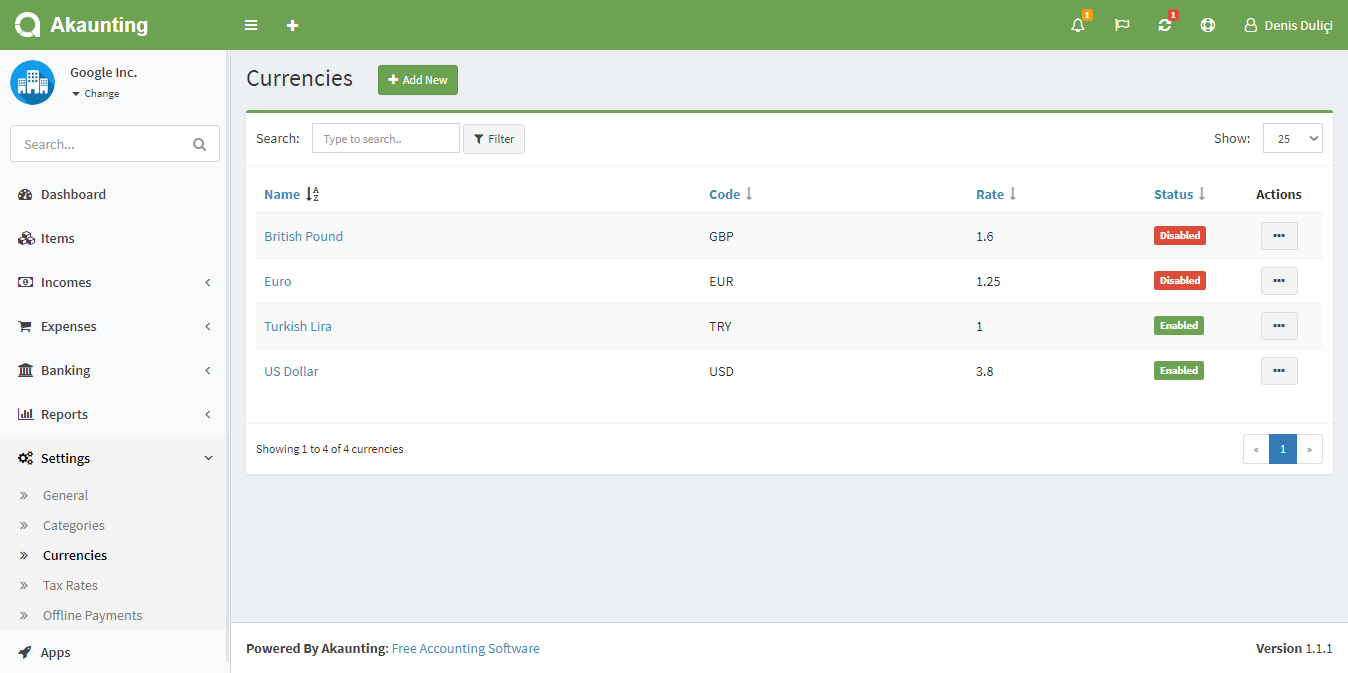 Akaunting
1
1
Denis Duliçi
Google Inc.
Change
Search...
Dashboard
Items
Incomes
Expenses
Banking
Reports
Settings
General
Categories
Currencies
Tax Rates
Offline Payments
Apps
Currencies
Add New
Search: Type to search.. Filter
Show: 25
Name Code Rate Status Actions
British Pound GBP 1.6 Disabled
Euro EUR 1.25 Disabled
Turkish Lira TRY 1 Enabled
US Dollar USD 3.8 Enabled
Showing 1 to 4 of 4 currencies
« 1 »
Powered By Akaunting: Free Accounting Software
Version 1.1.1